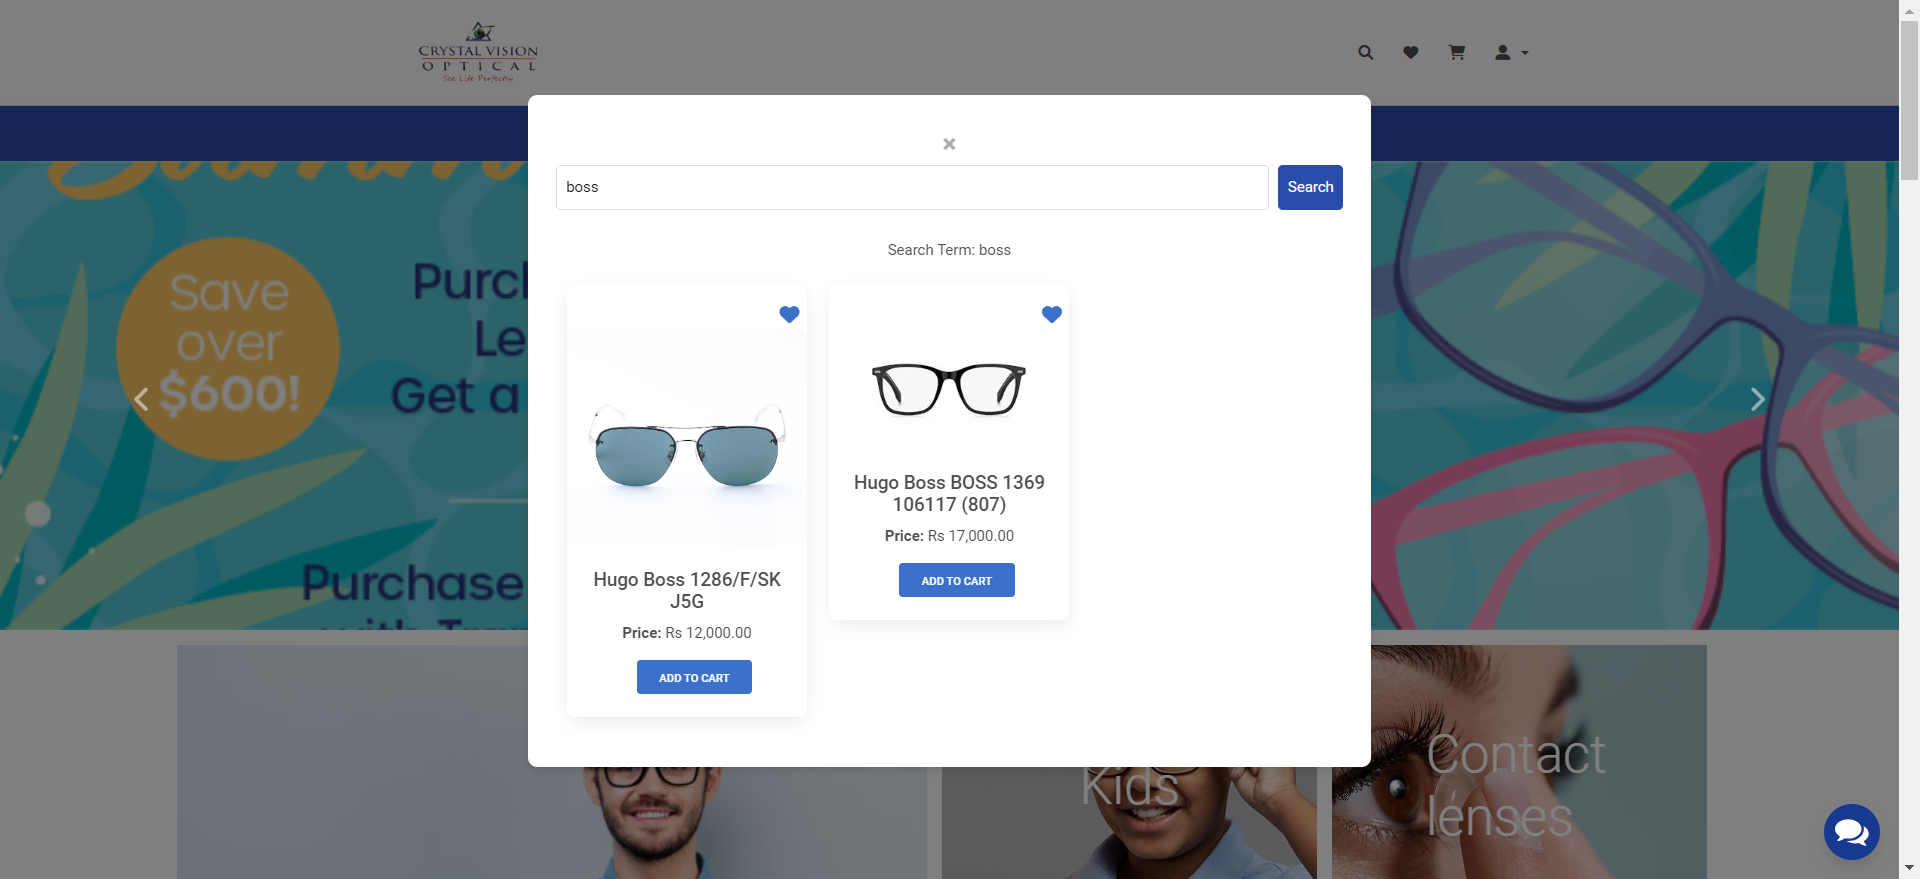 CRYSTAL VISION
OPTICAL
See Life Perfectly
×
boss
Search
Search Term: boss
Save
over
$600!
Purc
Le
Get a
Purchase
Hugo Boss 1286/F/SK
J5G
Price: Rs 12,000.00
ADD TO CART
Hugo Boss BOSS 1369
106117 (807)
Price: Rs 17,000.00
ADD TO CART
Kids
Contact
lenses